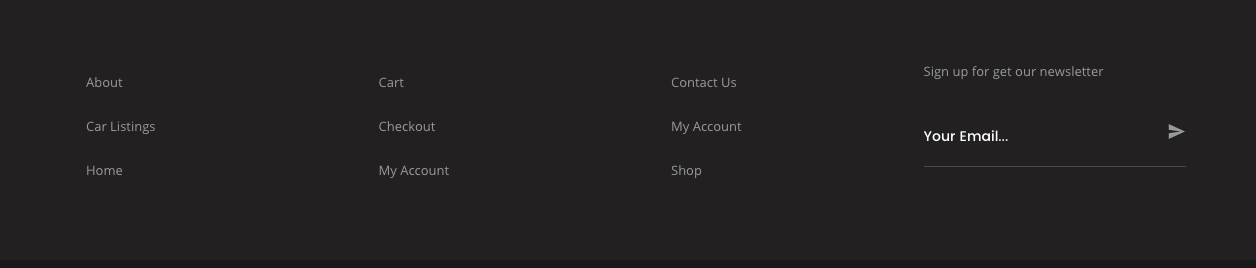 About
Car Listings
Home
Cart
Checkout
My Account
Contact Us
My Account
Shop
Sign up for get our newsletter
Your Email...